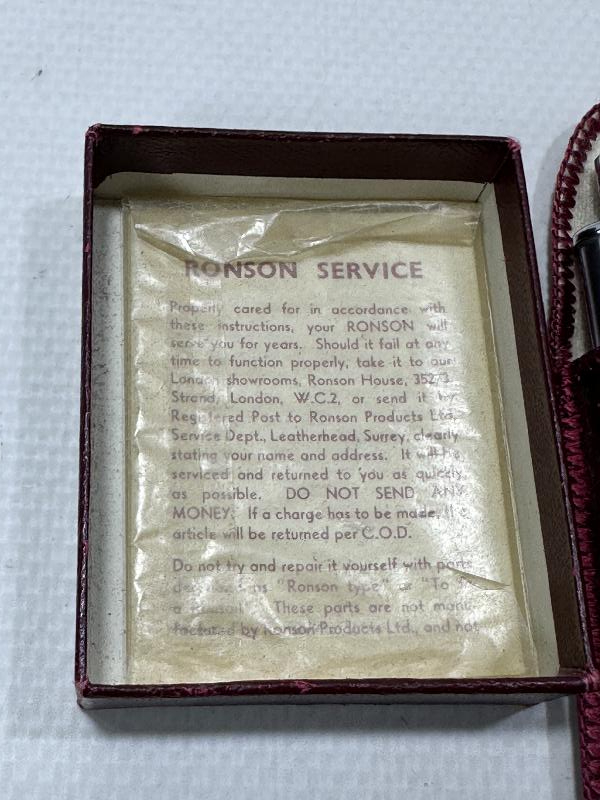 RONSON SERVICE
Properly cared for in accordance with
these instructions, your RONSON will
serve you for years. Should it fail at any
time to function properly, take it to our
London showrooms, Ronson House, 352/3
Strand, London, W.C.2, or send it by
Registered Post to Ronson Products Ltd.
Service Dept., Leatherhead, Surrey, clearly
stating your name and address. It will be
serviced and returned to you as quickly
as possible. DO NOT SEND ANY
MONEY. If a charge has to be made, the
article will be returned per C.O.D.
Do not try and repair it yourself with parts
as "Ronson type" or "To
a These parts are not manu-
factured by Ronson Products Ltd., and not